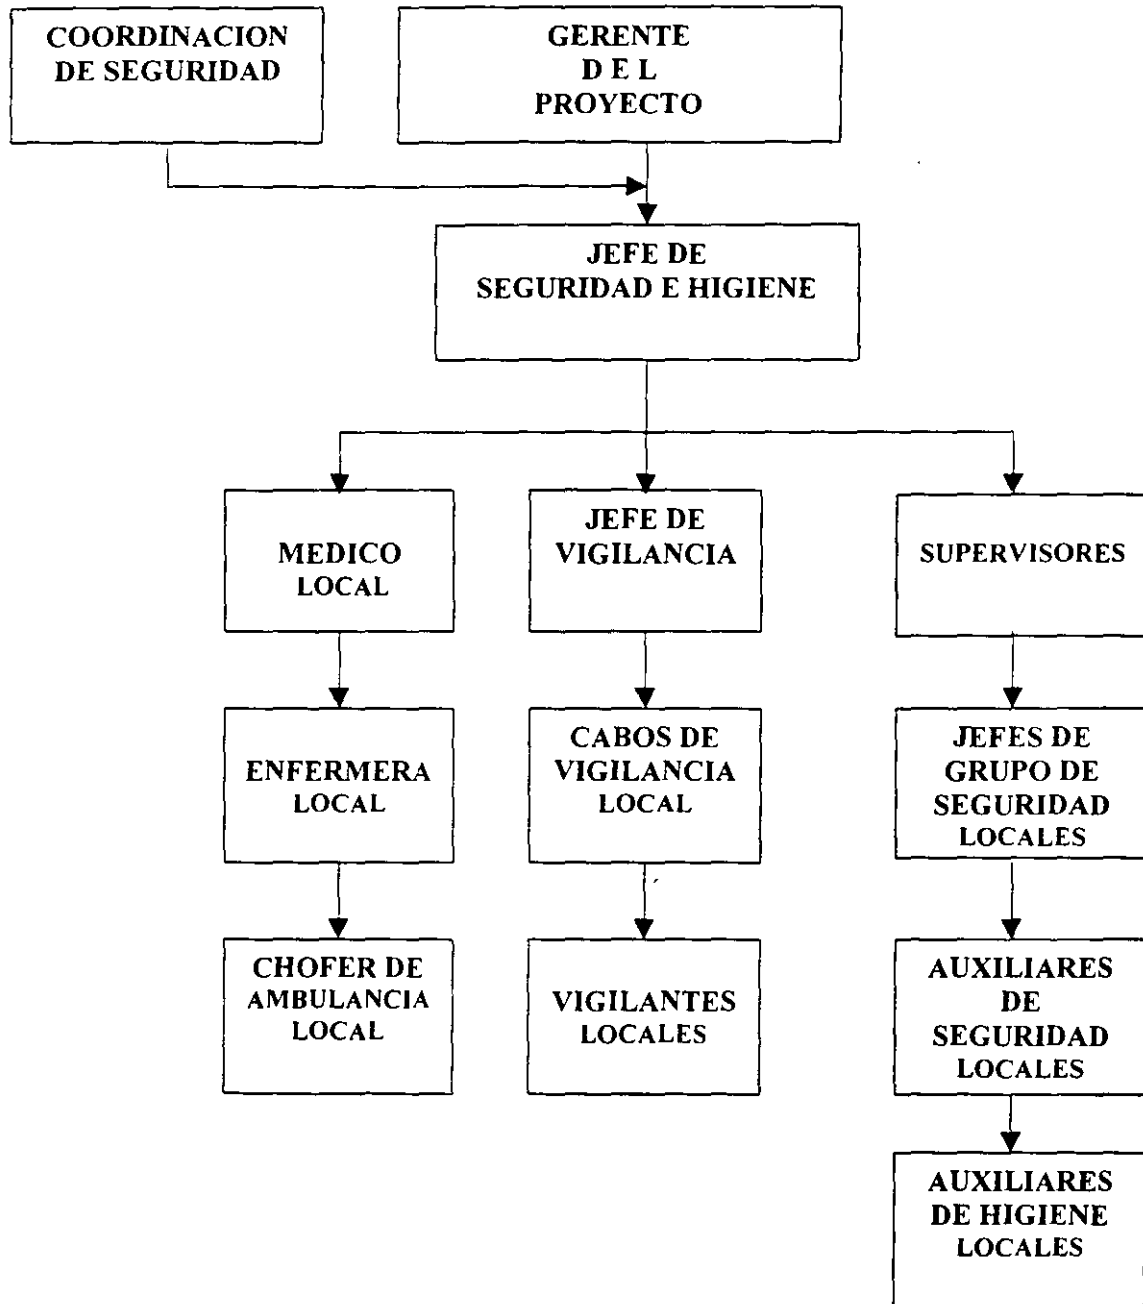 COORDINACION
DE SEGURIDAD
GERENTE
D E L
PROYECTO
JEFE DE
SEGURIDAD E HIGIENE
MEDICO
LOCAL
JEFE DE
VIGILANCIA
SUPERVISORES
ENFERMERA
LOCAL
CABOS DE
VIGILANCIA
LOCAL
JEFES DE
GRUPO DE
SEGURIDAD
LOCALES
CHOFER DE
AMBULANCIA
LOCAL
VIGILANTES
LOCALES
AUXILIARES
DE
SEGURIDAD
LOCALES
AUXILIARES
DE HIGIENE
LOCALES